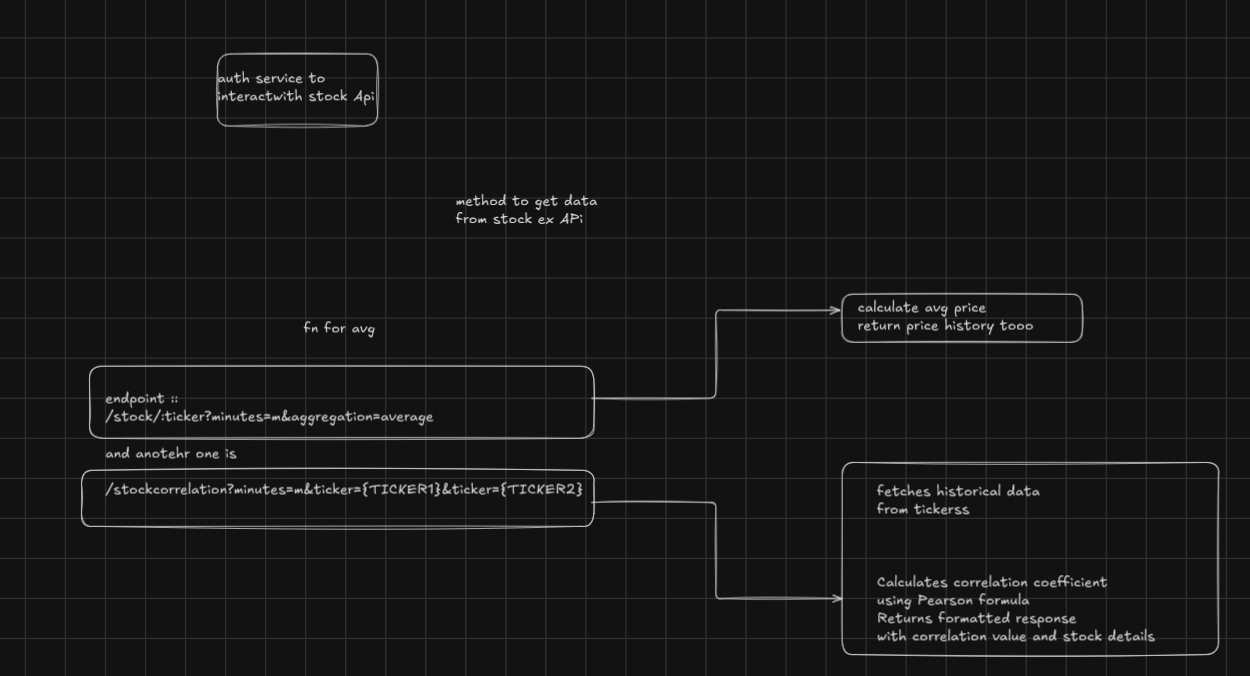 auth service to
interactwith stock Api
method to get data
from stock ex APi
fn for avg
calculate avg price
return price history tooo
endpoint ::
/stock/:ticker?minutes=m&aggregation=average
and anotehr one is
/stockcorrelation?minutes=m&ticker={TICKER1}&ticker={TICKER2}
fetches historical data
from tickerss
Calculates correlation coefficient
using Pearson formula
Returns formatted response
with correlation value and stock details